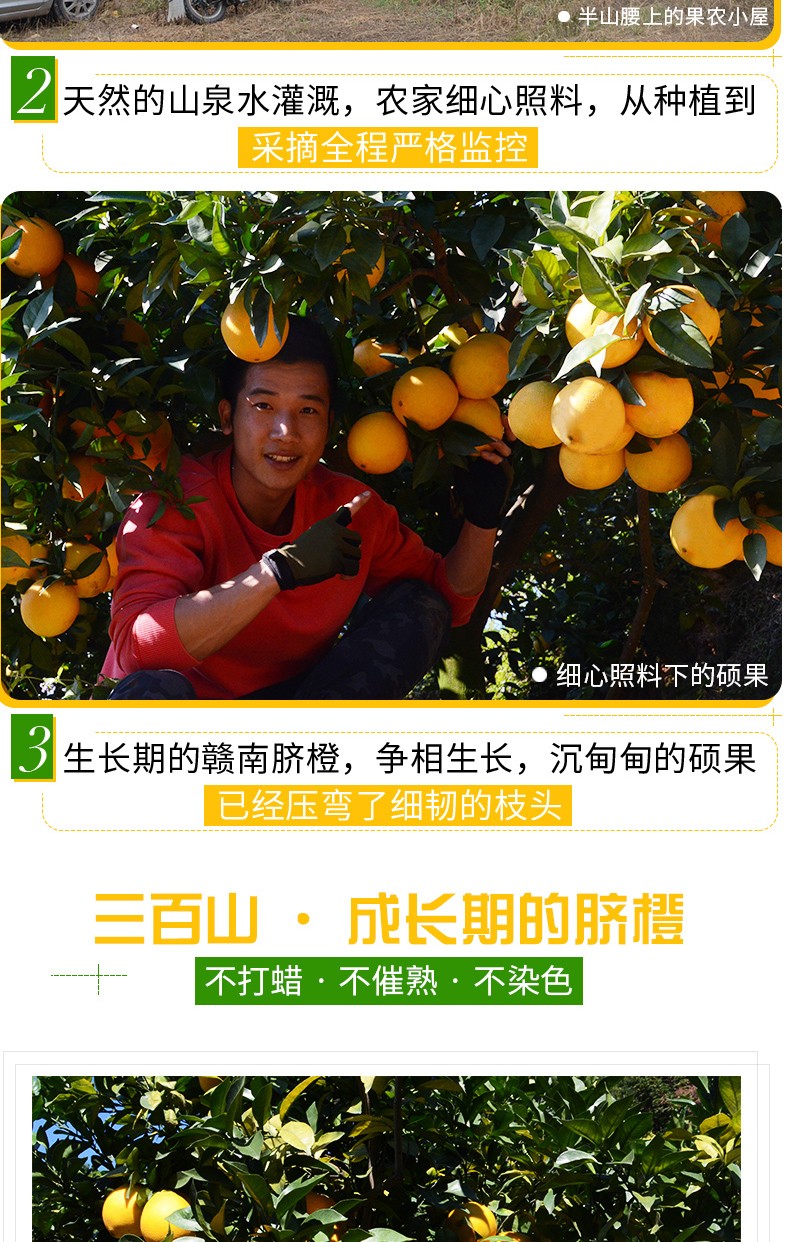 半山腰上的果农小屋
2
天然的山泉水灌溉，农家细心照料，从种植到
采摘全程严格监控
细心照料下的硕果
3
生长期的赣南脐橙，争相生长，沉甸甸的硕果
已经压弯了细韧的枝头
三百山 · 成长期的脐橙
不打蜡 · 不催熟 · 不染色